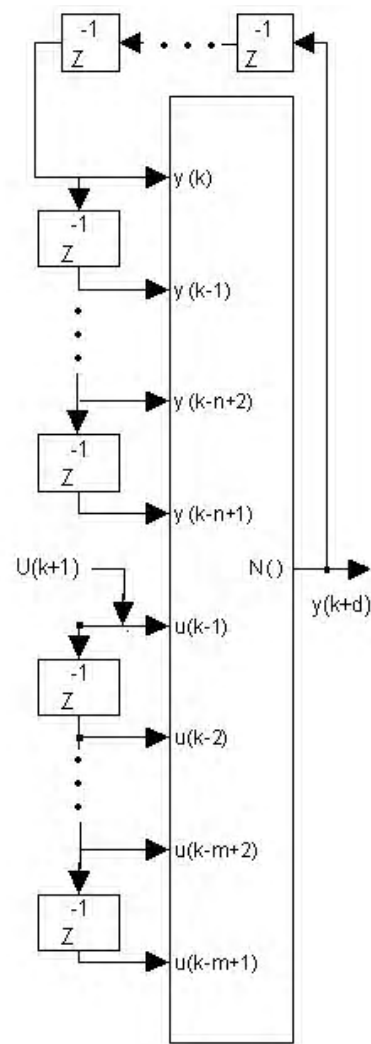 -1
Z
-1
Z
y (k)
-1
Z
y (k-1)
y (k-n+2)
-1
Z
y (k-n+1)
U(k+1)
N()
y(k+d)
u(k-1)
-1
Z
u(k-2)
u(k-m+2)
-1
Z
u(k-m+1)